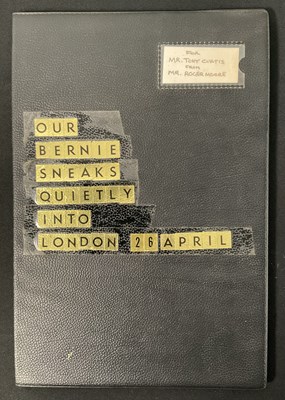 FOR
MR. TONY CURTIS
FROM
MR. ROGER MOORE
OUR
BERNIE
SNEAKS
QUIETLY
INTO
LONDON 26 APRIL